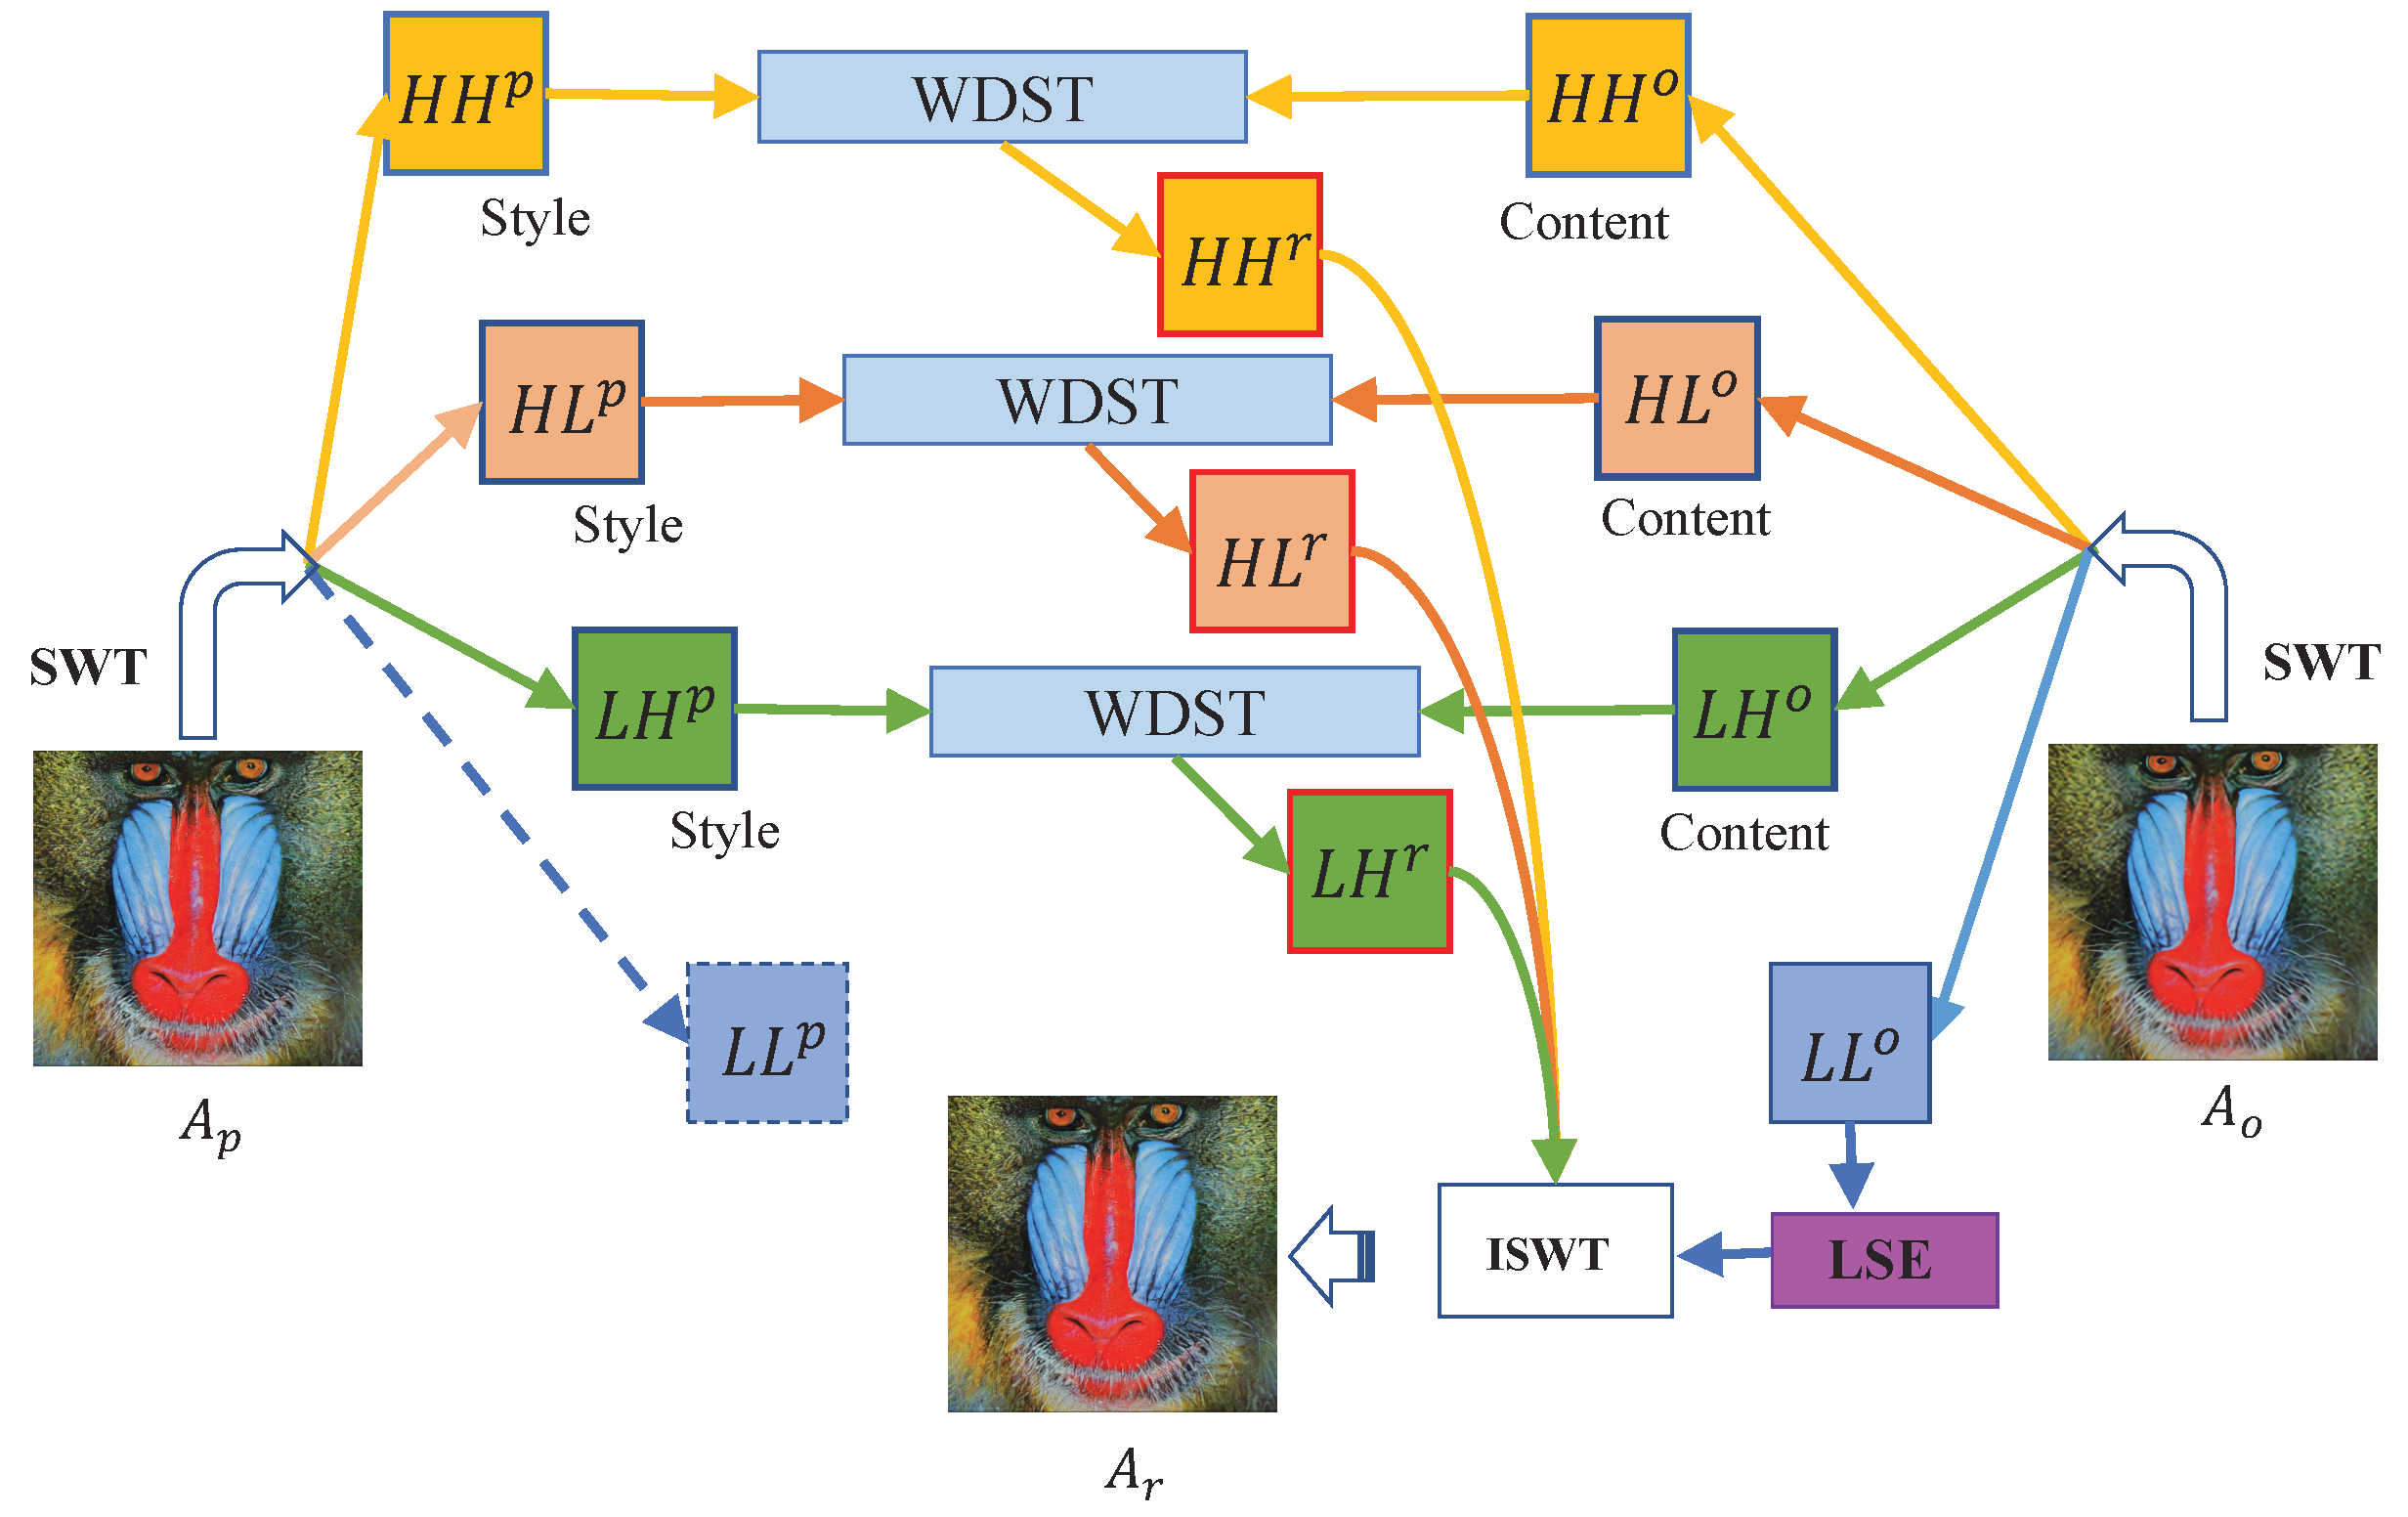 HH^p
WDST
HH^o
Style
Content
HH^r
HL^p
WDST
HL^o
Style
Content
HL^r
SWT
SWT
LH^p
WDST
LH^o
Style
Content
LH^r
LL^p
LL^o
A_p
A_o
ISWT
LSE
A_r